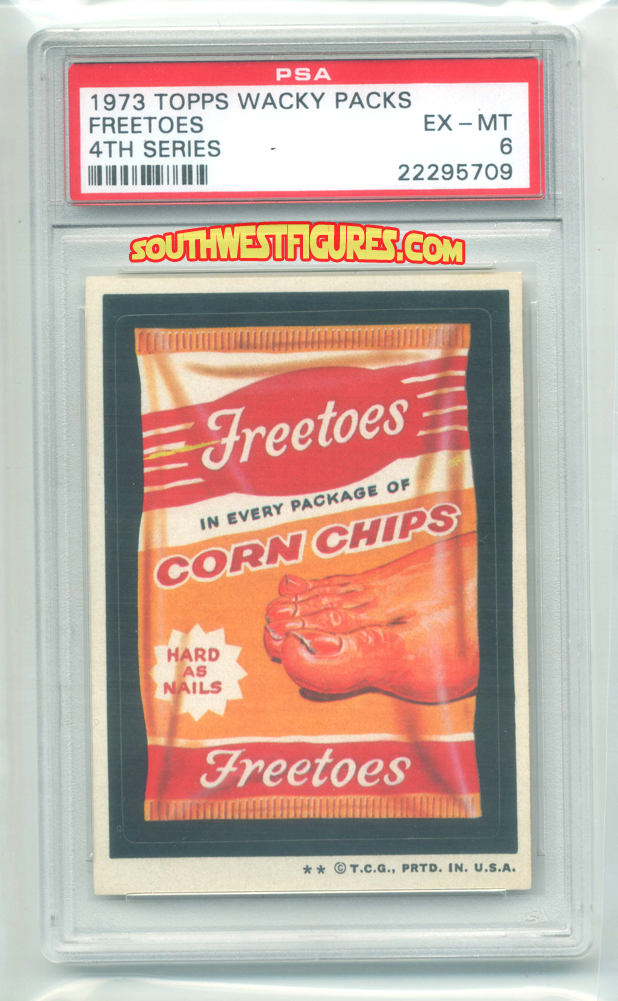 PSA
1973 TOPPS WACKY PACKS
FREETOES EX – MT
4TH SERIES 6
22295709
SOUTHWESTFIGURES.COM
Freetoes
IN EVERY PACKAGE OF
CORN CHIPS
HARD
AS
NAILS
Freetoes
** © T.C.G., PRTD. IN. U.S.A.